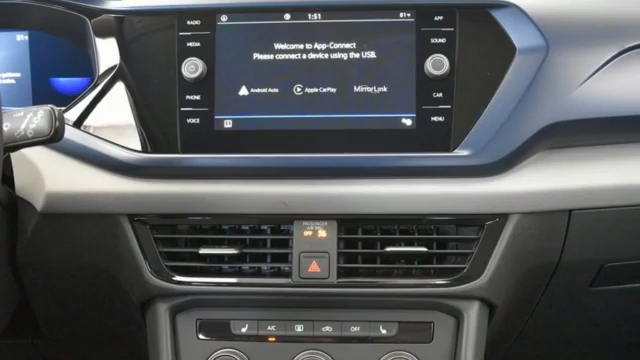 RADIO
MEDIA
PHONE
VOICE
1:51
81
Welcome to App-Connect
Please connect a device using the USB.
Android Auto
Apple CarPlay
MirrorLink
APP
SOUND
CAR
MENU
PASSENGER
AIR BAG
OFF
A/C
OFF